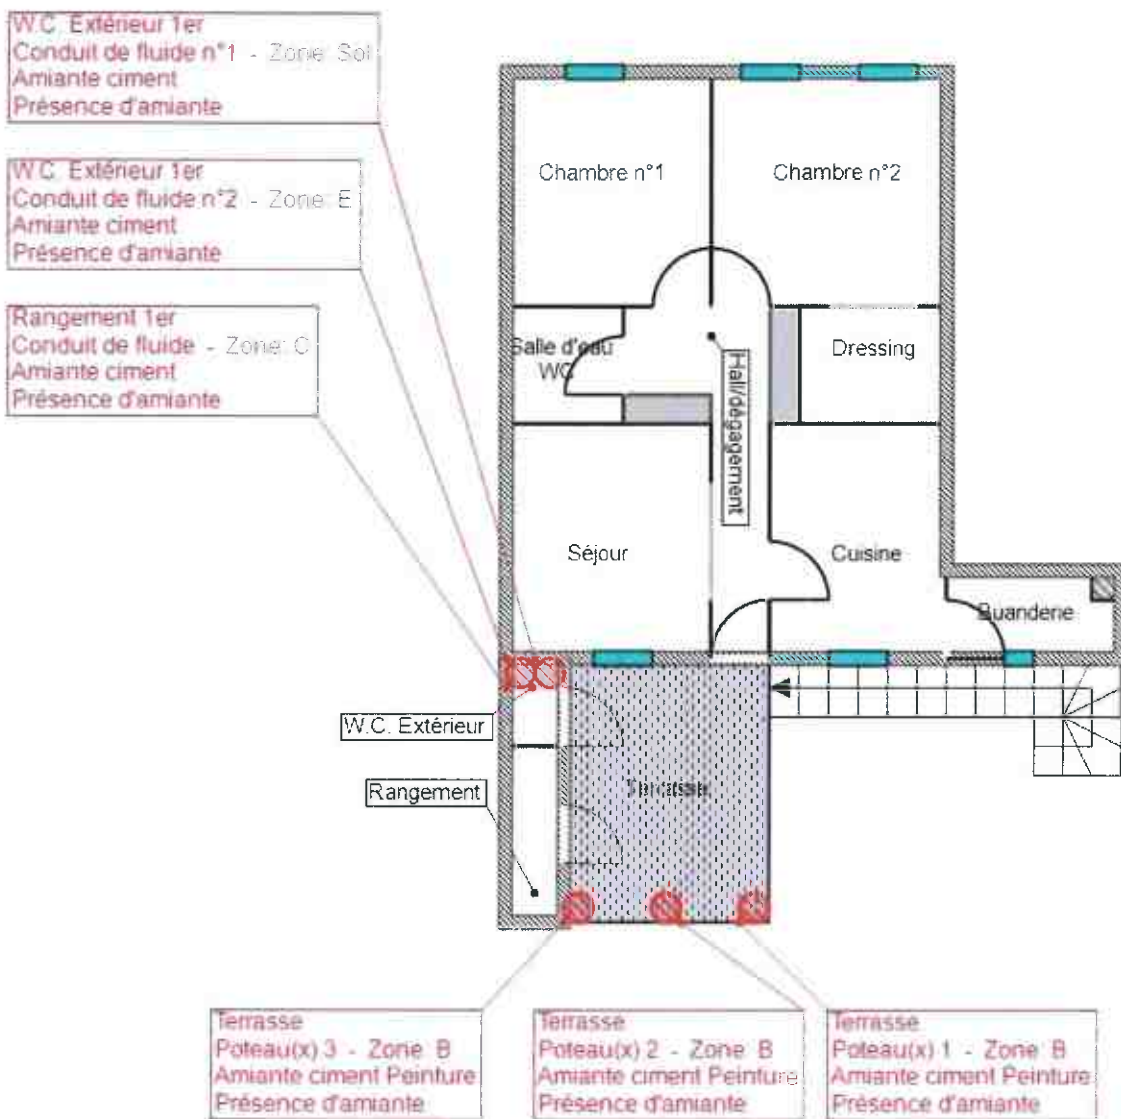 W.C. Extérieur 1er
Conduit de fluide n°1 - Zone: Sol
Amiante ciment
Présence d'amiante
W.C. Extérieur 1er
Conduit de fluide n°2 - Zone: E
Amiante ciment
Présence d'amiante
Rangement 1er
Conduit de fluide - Zone: C
Amiante ciment
Présence d'amiante
Chambre n°1
Chambre n°2
Salle d'eau
WC
Dressing
Hall/dégagement
Séjour
Cuisine
Buanderie
W.C. Extérieur
Rangement
Terrasse
Terrasse
Poteau(x) 3 - Zone: B
Amiante ciment Peinture
Présence d'amiante
Terrasse
Poteau(x) 2 - Zone: B
Amiante ciment Peinture
Présence d'amiante
Terrasse
Poteau(x) 1 - Zone: B
Amiante ciment Peinture
Présence d'amiante